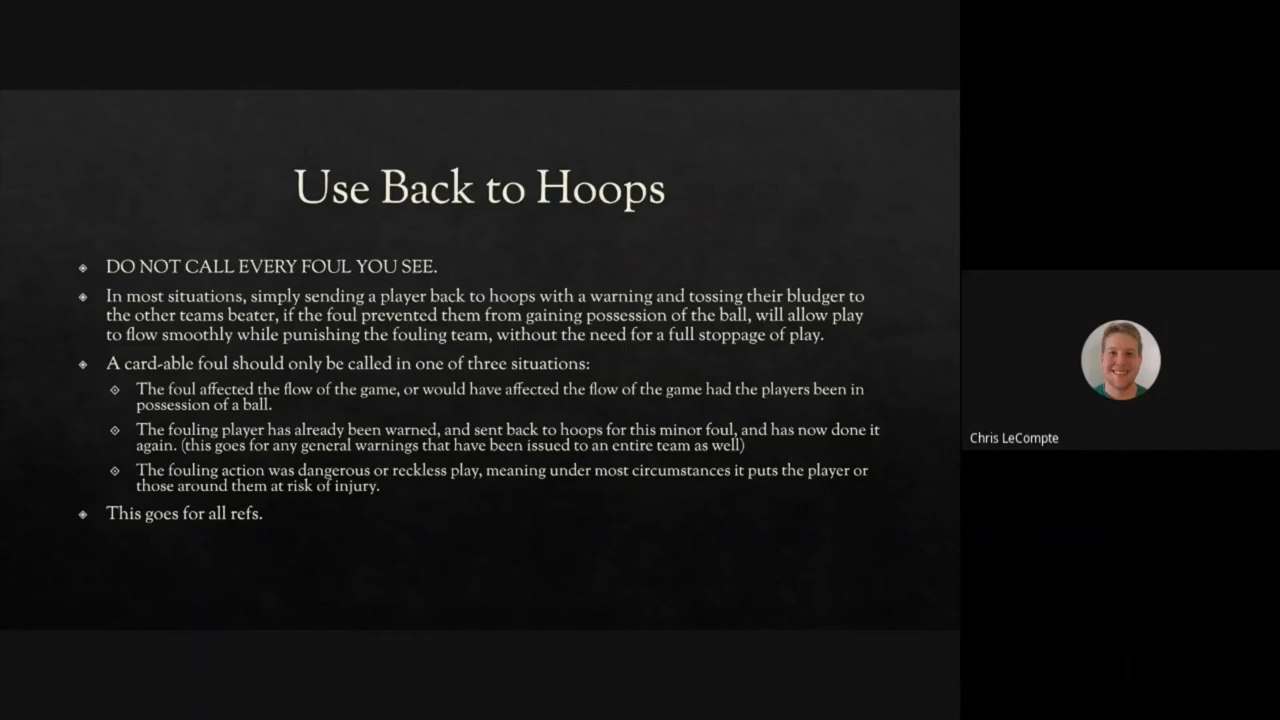 Use Back to Hoops
DO NOT CALL EVERY FOUL YOU SEE.
In most situations, simply sending a player back to hoops with a warning and tossing their bludger to
the other teams beater, if the foul prevented them from gaining possession of the ball, will allow play
to flow smoothly while punishing the fouling team, without the need for a full stoppage of play.
A card-able foul should only be called in one of three situations:
The foul affected the flow of the game, or would have affected the flow of the game had the players been in
possession of a ball.
The fouling player has already been warned, and sent back to hoops for this minor foul, and has now done it
again. (this goes for any general warnings that have been issued to an entire team as well)
The fouling action was dangerous or reckless play, meaning under most circumstances it puts the player or
those around them at risk of injury.
This goes for all refs.
Chris LeCompte